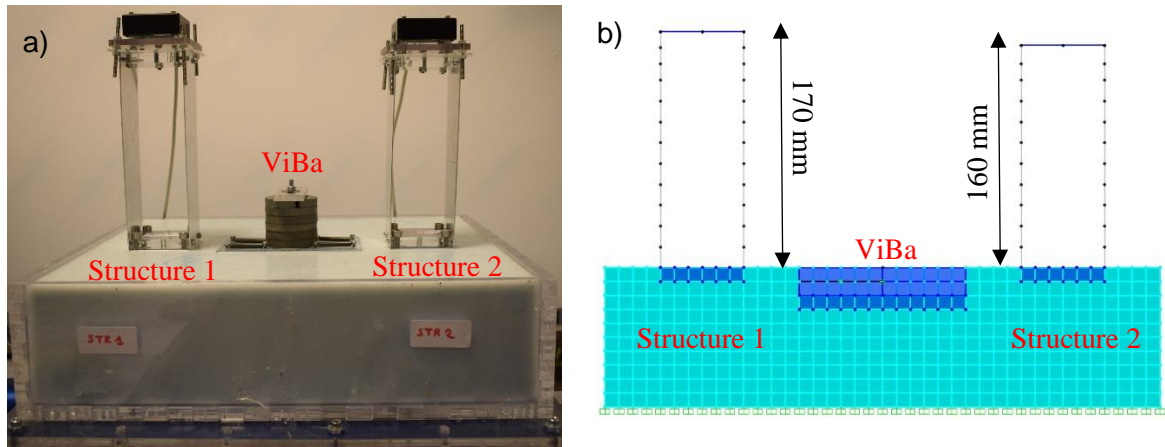 a)
ViBa
Structure 1
Structure 2
STR 1
STR 2
b)
170 mm
160 mm
ViBa
Structure 1
Structure 2